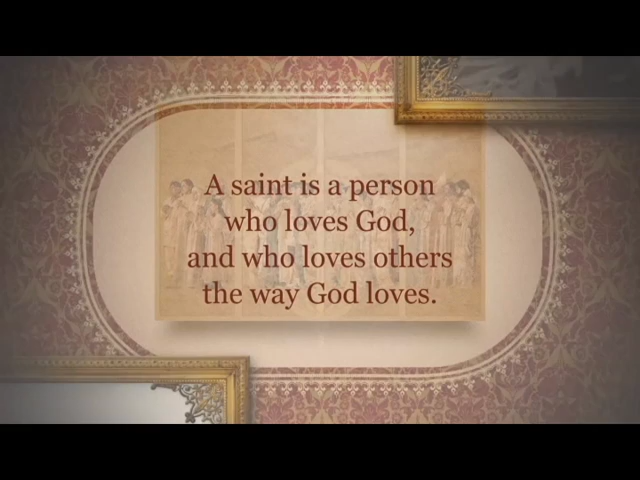 A saint is a person
who loves God,
and who loves others
the way God loves.